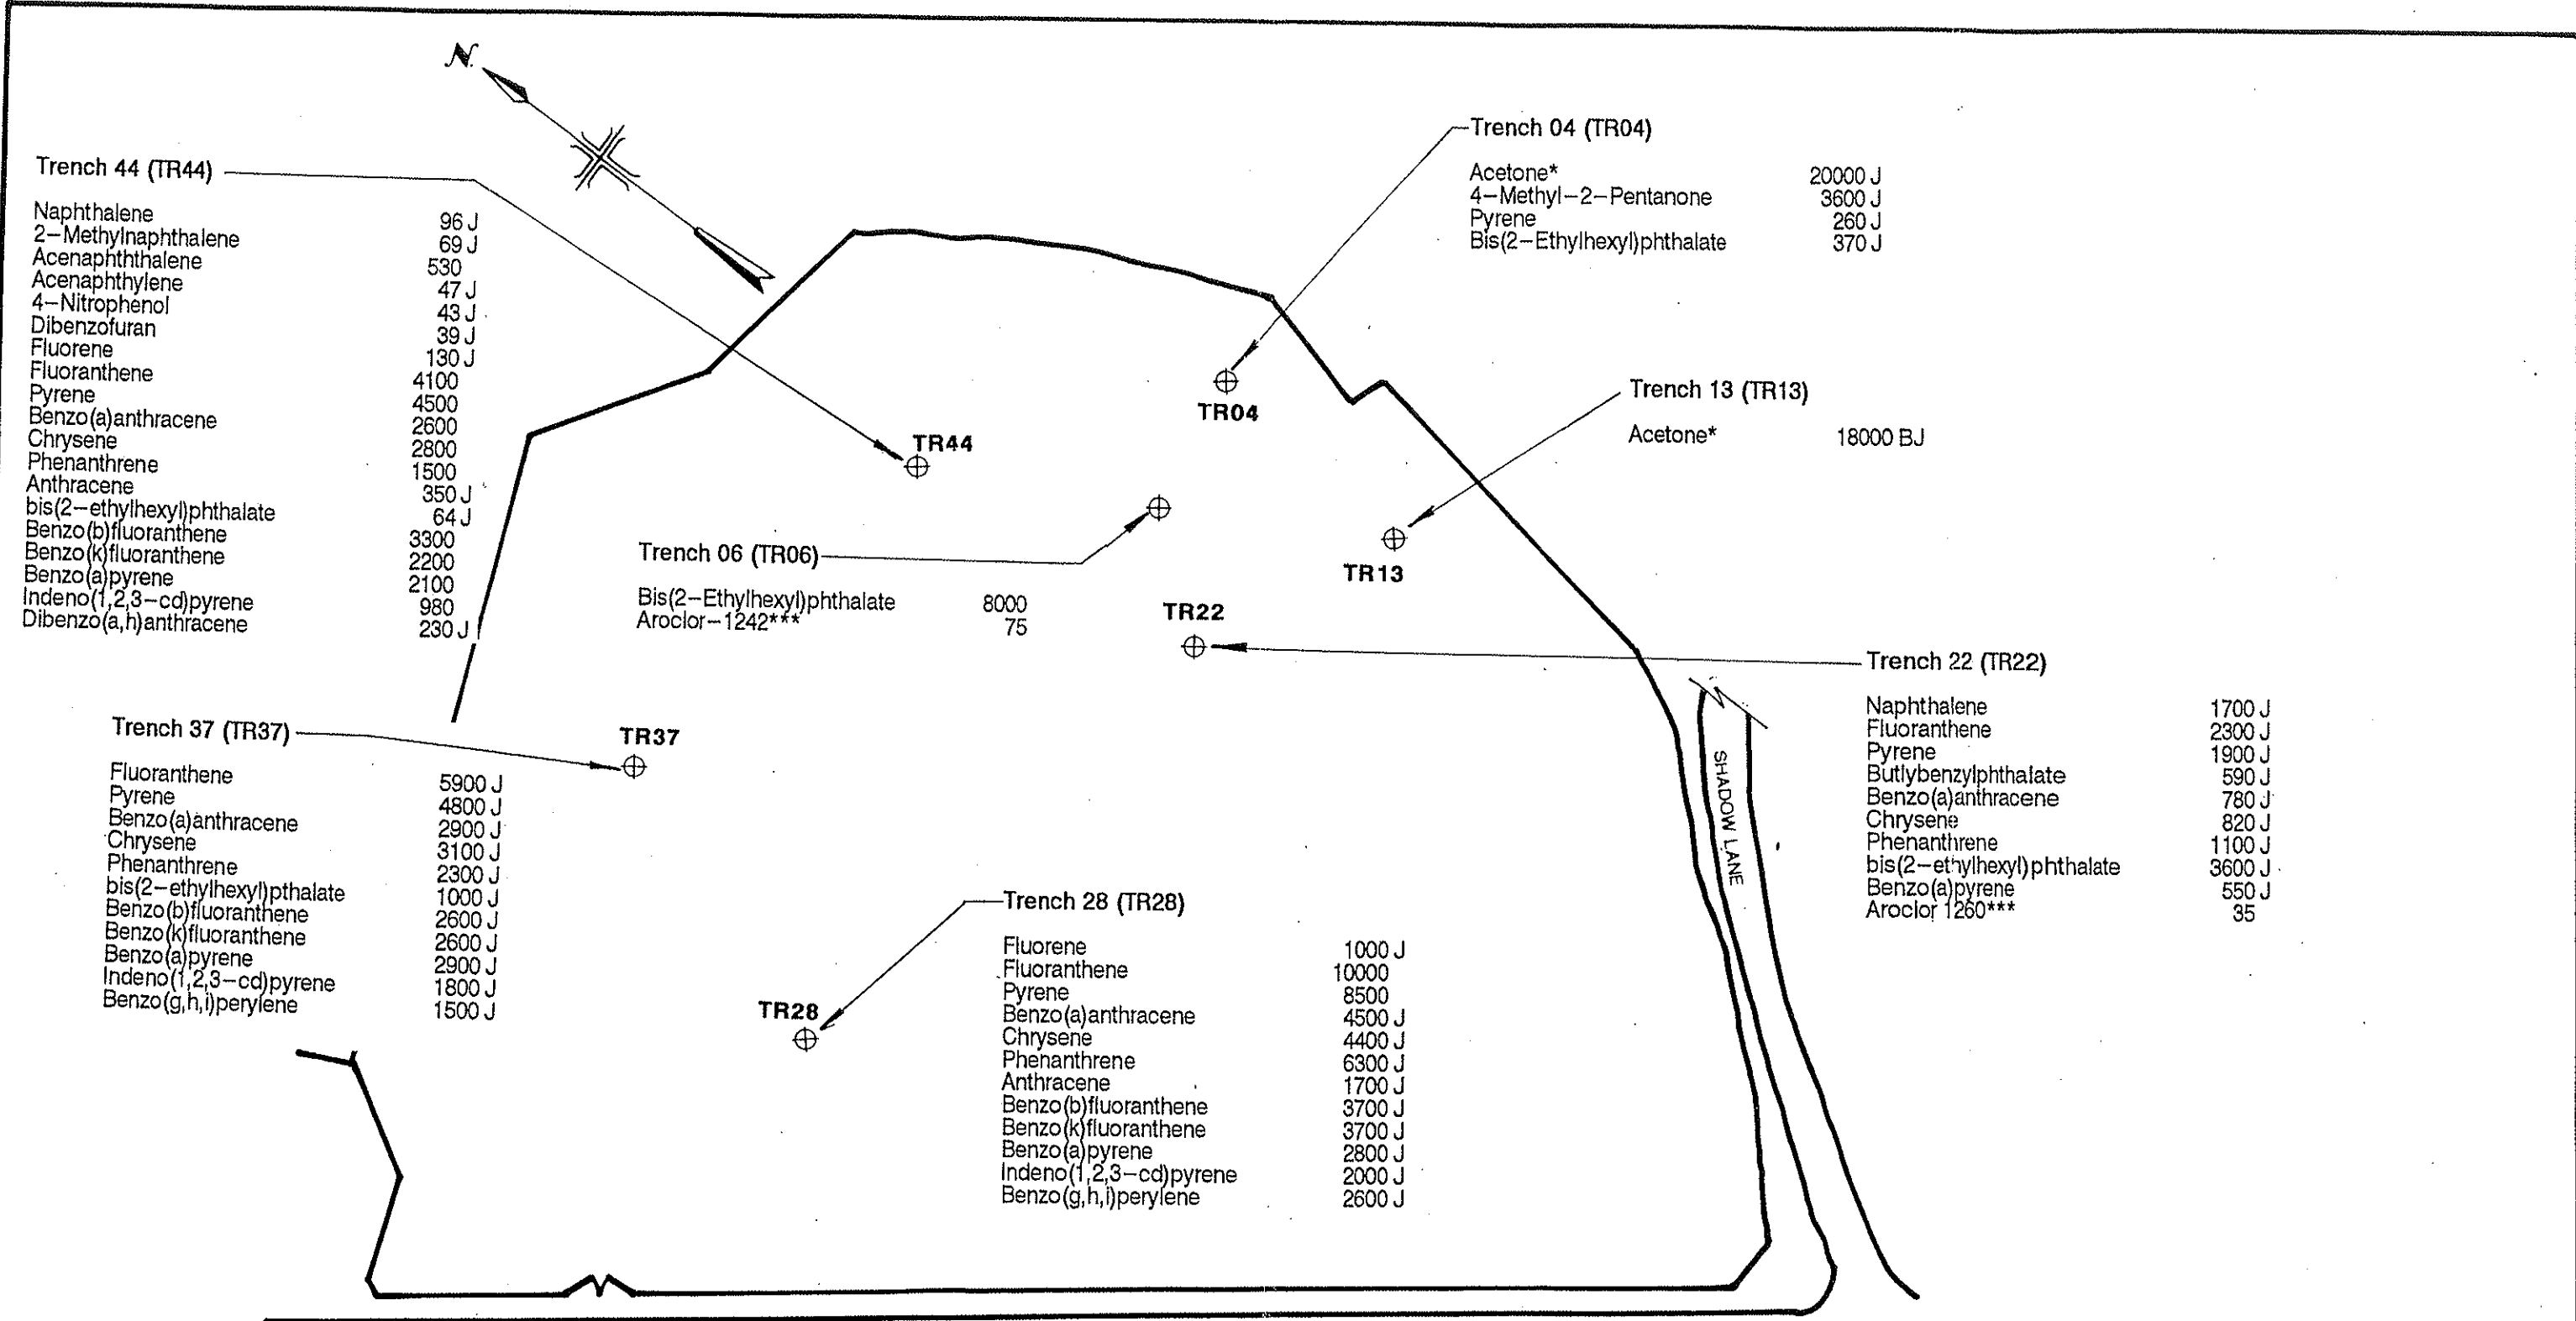 N
Trench 44 (TR44)
Naphthalene 96 J
2-Methylnaphthalene 69 J
Acenaphththalene 530
Acenaphthylene 47 J
4-Nitrophenol 43 J
Dibenzofuran 39 J
Fluorene 130 J
Fluoranthene 4100
Pyrene 4500
Benzo(a)anthracene 2600
Chrysene 2800
Phenanthrene 1500
Anthracene 350 J
bis(2-ethylhexyl)phthalate 64 J
Benzo(b)fluoranthene 3300
Benzo(k)fluoranthene 2200
Benzo(a)pyrene 2100
Indeno(1,2,3-cd)pyrene 980
Dibenzo(a,h)anthracene 230 J
Trench 04 (TR04)
Acetone* 20000 J
4-Methyl-2-Pentanone 3600 J
Pyrene 260 J
Bis(2-Ethylhexyl)phthalate 370 J
TR04
Trench 13 (TR13)
Acetone* 18000 BJ
TR44
TR13
Trench 06 (TR06)
Bis(2-Ethylhexyl)phthalate 8000
Aroclor-1242*** 75
TR22
Trench 22 (TR22)
Naphthalene 1700 J
Fluoranthene 2300 J
Pyrene 1900 J
Butlybenzylphthalate 590 J
Benzo(a)anthracene 780 J
Chrysene 820 J
Phenanthrene 1100 J
bis(2-ethylhexyl)phthalate 3600 J
Benzo(a)pyrene 550 J
Aroclor 1260*** 35
SHADOW LANE
Trench 37 (TR37)
TR37
Fluoranthene 5900 J
Pyrene 4800 J
Benzo(a)anthracene 2900 J
Chrysene 3100 J
Phenanthrene 2300 J
bis(2-ethylhexyl)pthalate 1000 J
Benzo(b)fluoranthene 2600 J
Benzo(k)fluoranthene 2600 J
Benzo(a)pyrene 2900 J
Indeno(1,2,3-cd)pyrene 1800 J
Benzo(g,h,i)perylene 1500 J
TR28
Trench 28 (TR28)
Fluorene 1000 J
Fluoranthene 10000
Pyrene 8500
Benzo(a)anthracene 4500 J
Chrysene 4400 J
Phenanthrene 6300 J
Anthracene 1700 J
Benzo(b)fluoranthene 3700 J
Benzo(k)fluoranthene 3700 J
Benzo(a)pyrene 2800 J
Indeno(1,2,3-cd)pyrene 2000 J
Benzo(g,h,i)perylene 2600 J